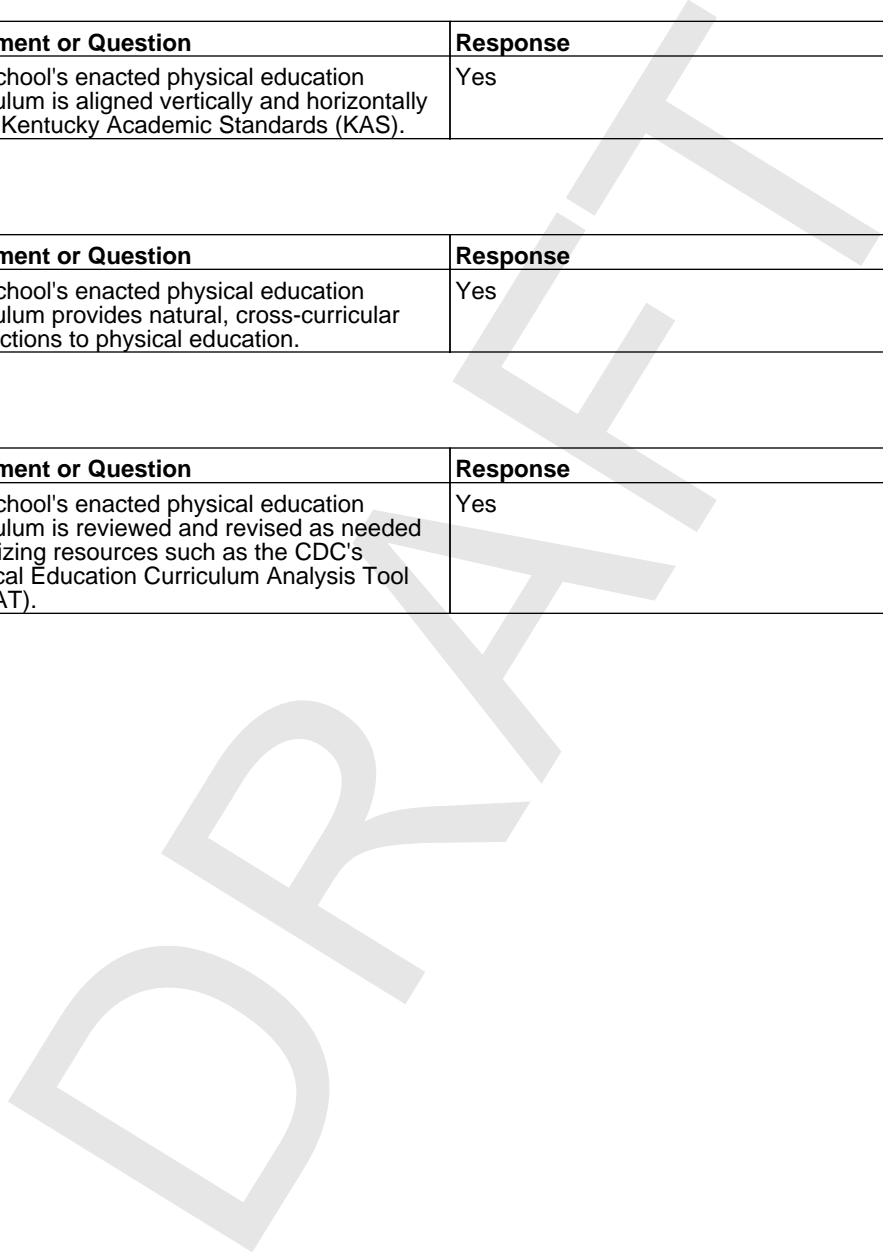 ment or Question Response
chool's enacted physical education Yes
ulum is aligned vertically and horizontally
Kentucky Academic Standards (KAS).
ment or Question Response
chool's enacted physical education Yes
ulum provides natural, cross-curricular
ctions to physical education.
ment or Question Response
chool's enacted physical education Yes
ulum is reviewed and revised as needed
izing resources such as the CDC's
cal Education Curriculum Analysis Tool
AT).
DRAFT